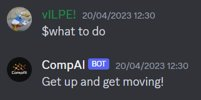 vILPE! 20/04/2023 12:30
$what to do
CompAI BOT 20/04/2023 12:30
Get up and get moving!